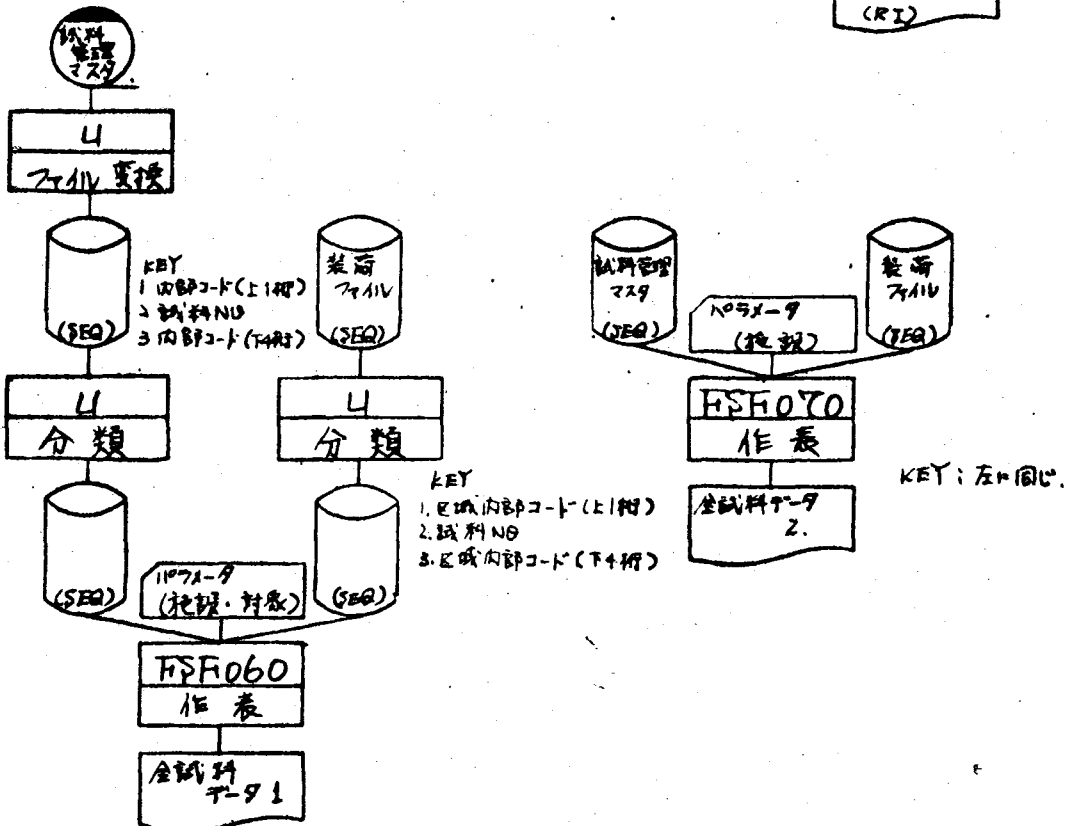 (RI)
試料
管理
マスタ
U
ファイル変換
(SEQ)
KEY
1 内部コード(上1桁)
2 試料NO
3 内部コード(下4桁)
装荷
ファイル
(SEQ)
U
分類
U
分類
(SEQ)
パラメータ
(施設・対象)
(SEQ)
KEY
1. 区域内部コード(上1桁)
2. 試料NO
3. 区域内部コード(下4桁)
FSF060
作表
全試料
データ1
試料管理
マスタ
(SEQ)
パラメータ
(施設)
装荷
ファイル
(SEQ)
FSF070
作表
全試料データ
2.
KEY;左に同じ.